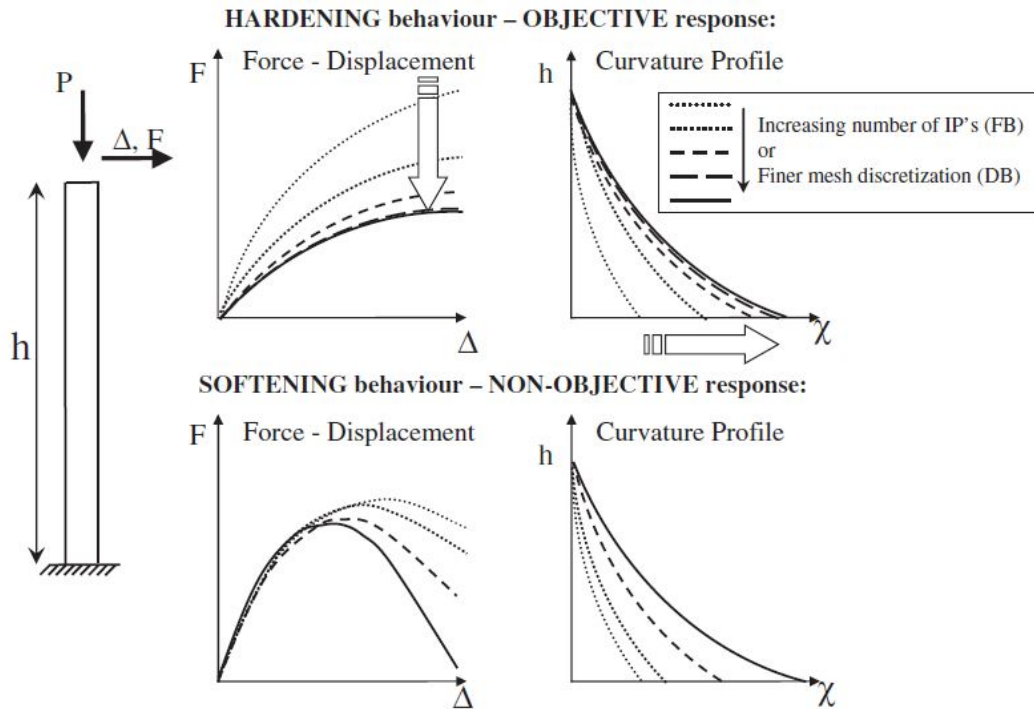 HARDENING behaviour – OBJECTIVE response:
F
Force - Displacement
h
Curvature Profile
P
Δ, F
Increasing number of IP's (FB)
or
Finer mesh discretization (DB)
h
Δ
χ
SOFTENING behaviour – NON-OBJECTIVE response:
F
Force - Displacement
h
Curvature Profile
Δ
χ